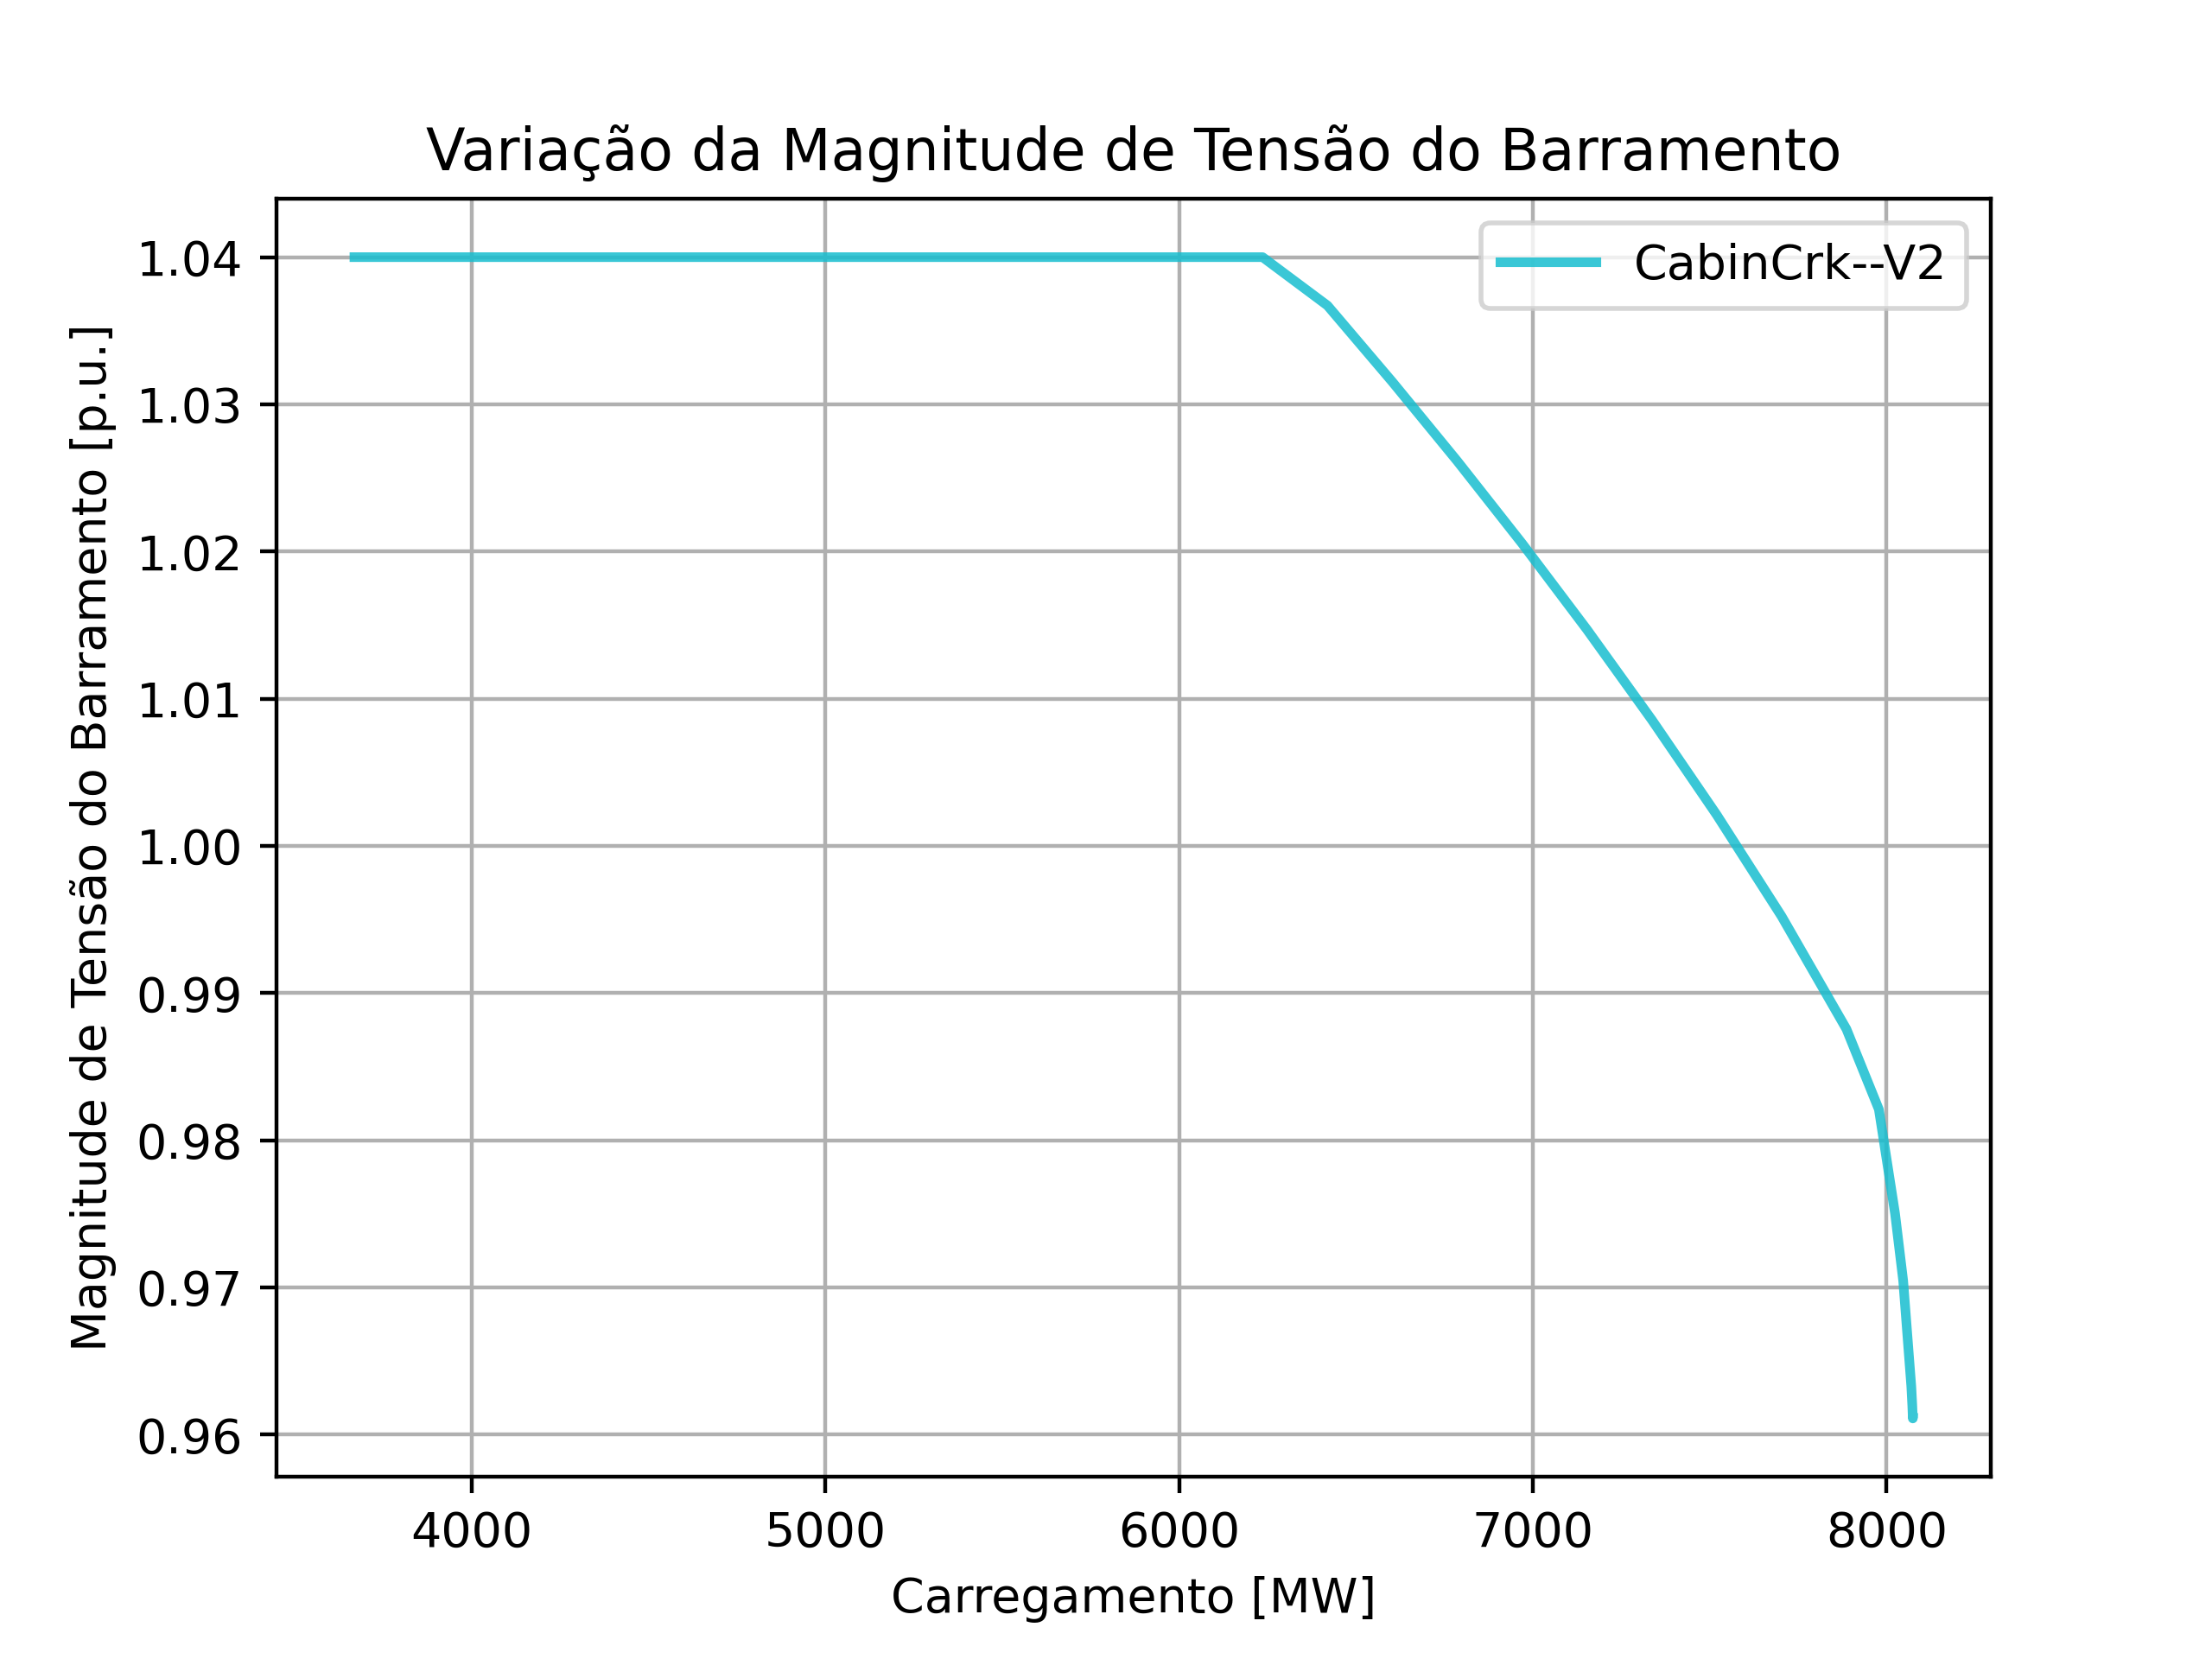 Variação da Magnitude de Tensão do Barramento
CabinCrk--V2
Magnitude de Tensão do Barramento [p.u.]
1.04
1.03
1.02
1.01
1.00
0.99
0.98
0.97
0.96
4000 5000 6000 7000 8000
Carregamento [MW]